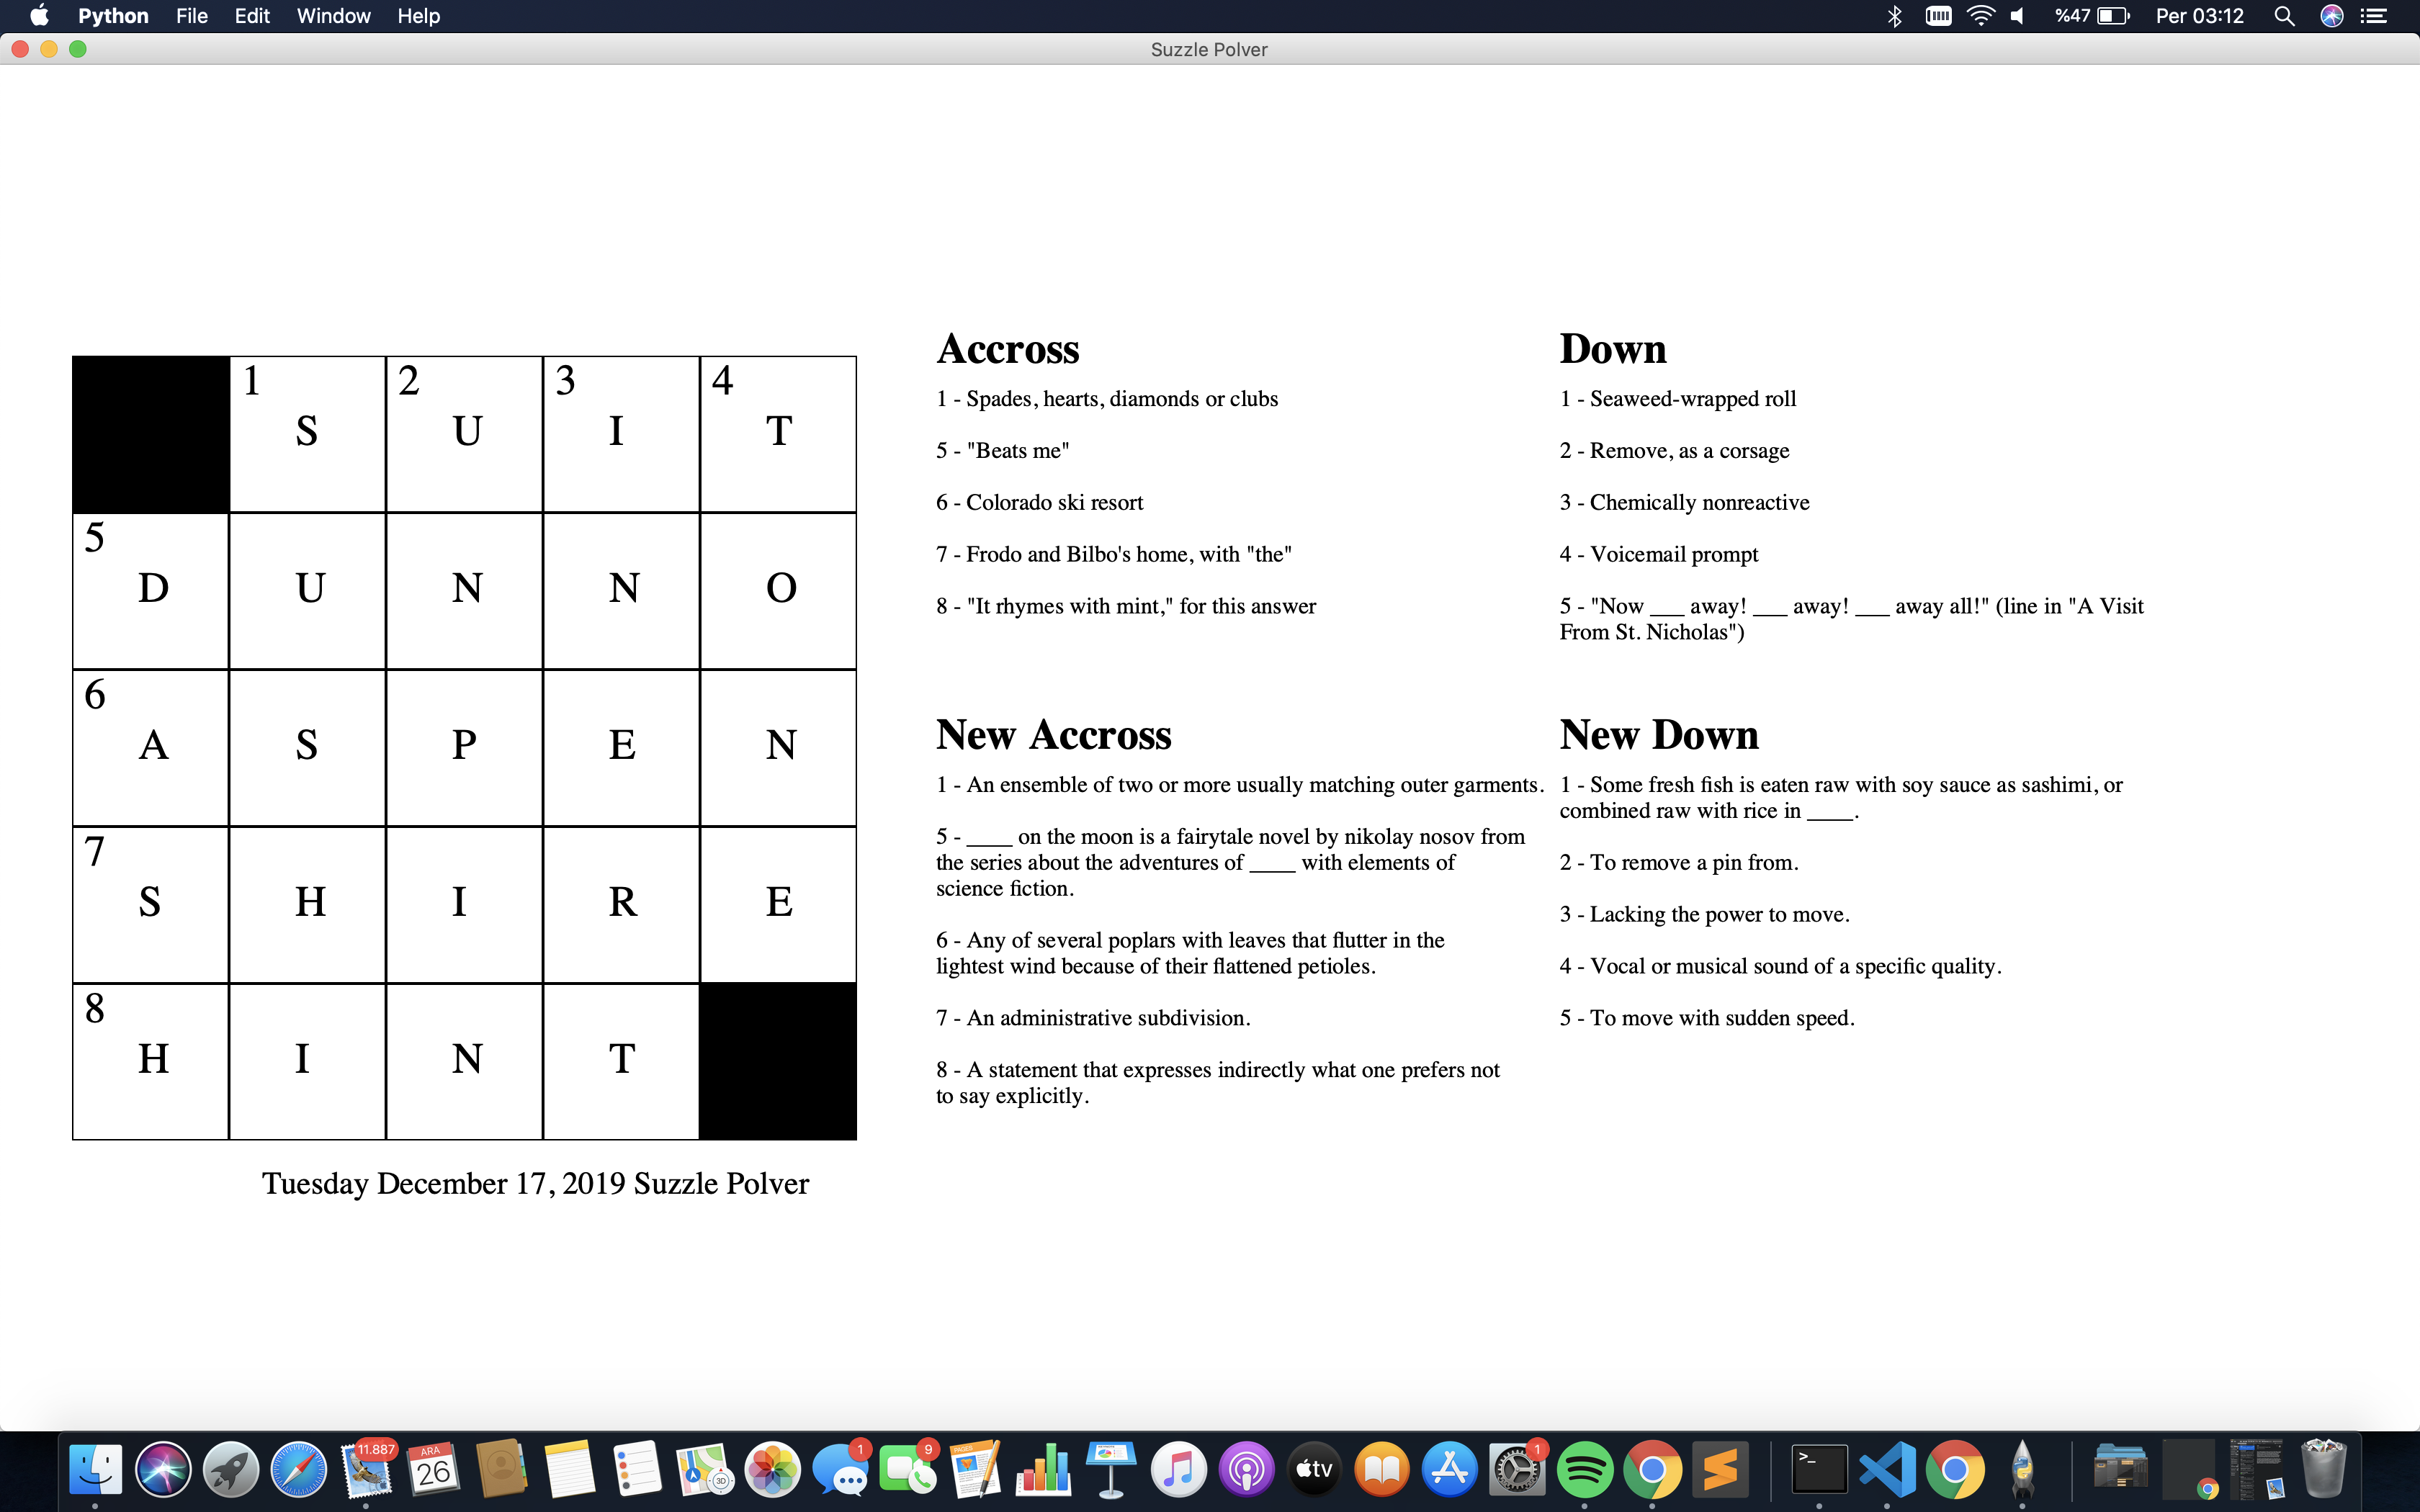 Python File Edit Window Help %47 Per 03:12
Suzzle Polver
1 S 2 U 3 I 4 T
5 D U N N O
6 A S P E N
7 S H I R E
8 H I N T
Tuesday December 17, 2019 Suzzle Polver
Accross
1 - Spades, hearts, diamonds or clubs
5 - "Beats me"
6 - Colorado ski resort
7 - Frodo and Bilbo's home, with "the"
8 - "It rhymes with mint," for this answer
Down
1 - Seaweed-wrapped roll
2 - Remove, as a corsage
3 - Chemically nonreactive
4 - Voicemail prompt
5 - "Now ___ away! ___ away! ___ away all!" (line in "A Visit
From St. Nicholas")
New Accross
1 - An ensemble of two or more usually matching outer garments.
5 - ____ on the moon is a fairytale novel by nikolay nosov from
the series about the adventures of ____ with elements of
science fiction.
6 - Any of several poplars with leaves that flutter in the
lightest wind because of their flattened petioles.
7 - An administrative subdivision.
8 - A statement that expresses indirectly what one prefers not
to say explicitly.
New Down
1 - Some fresh fish is eaten raw with soy sauce as sashimi, or
combined raw with rice in ____.
2 - To remove a pin from.
3 - Lacking the power to move.
4 - Vocal or musical sound of a specific quality.
5 - To move with sudden speed.
11.887 ARA 26 3D 1 9 PAGES tv 1 >_